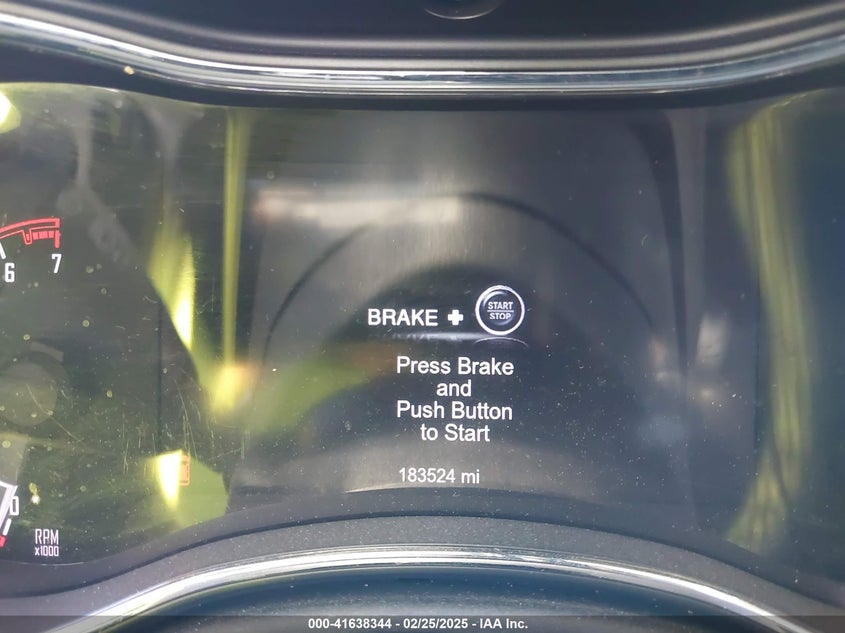 6
7
BRAKE + START
STOP
Press Brake
and
Push Button
to Start
183524 mi
0
RPM
x1000
000-41638344 - 02/25/2025 - IAA Inc.